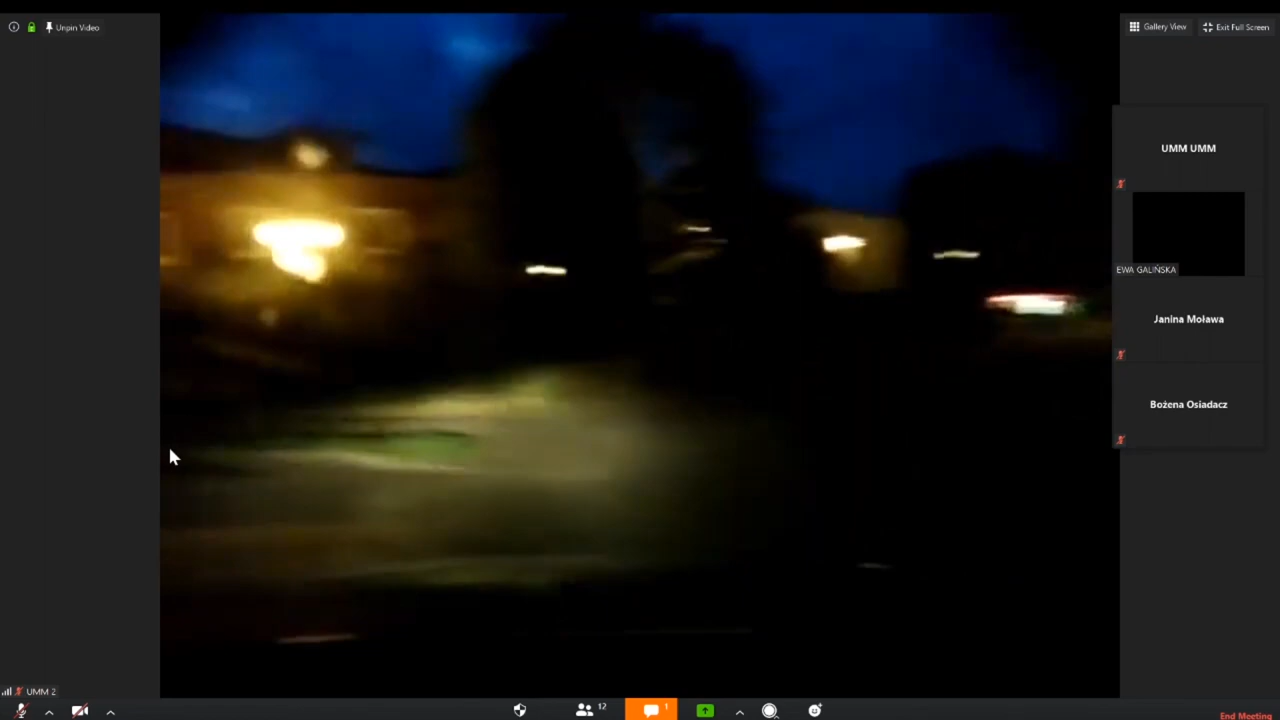 Unpin Video
Gallery View
Exit Full Screen
UMM UMM
EWA GALIŃSKA
Janina Moława
Bożena Osiadacz
UMM 2
12
1
End Meeting